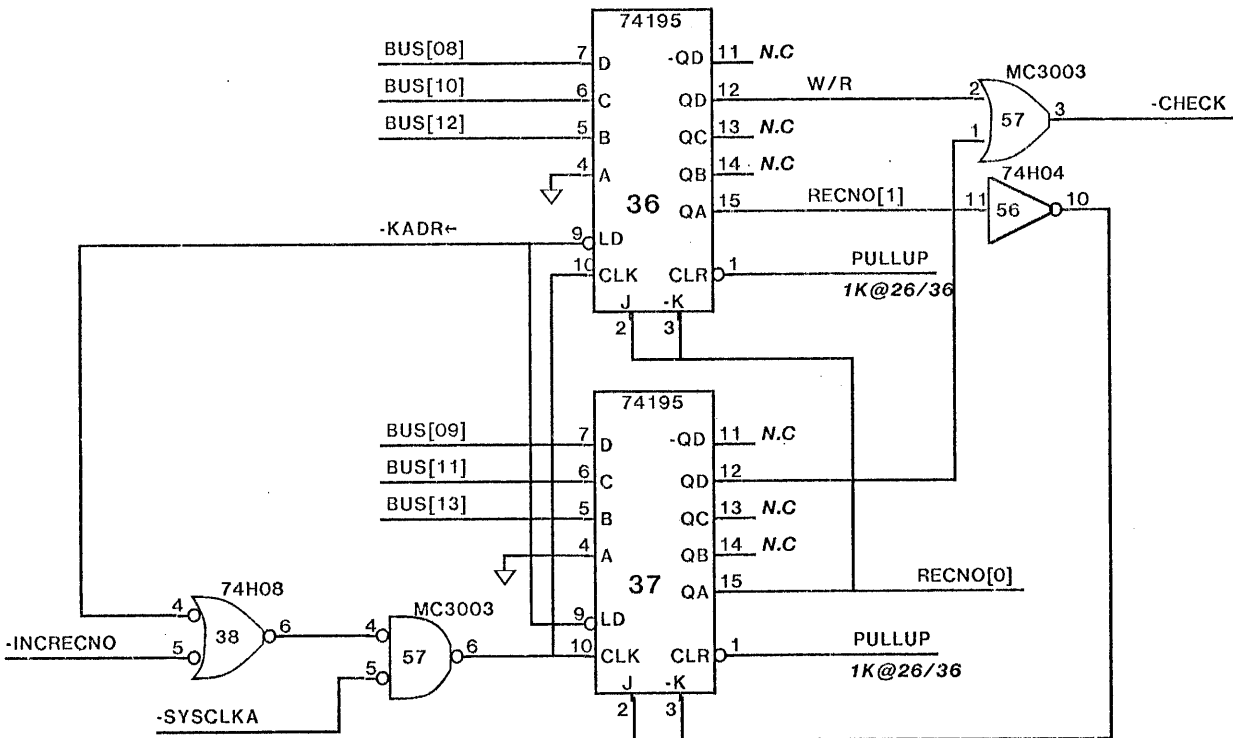 74195
BUS[08] 7 D -QD 11 N.C
MC3003
BUS[10] 6 C QD 12 W/R 2
57 3 -CHECK
BUS[12] 5 B QC 13 N.C 1
4 A QB 14 N.C
74H04
36 QA 15 RECNO[1] 11 56 10
-KADR← 9 LD
10 CLK CLR 1 PULLUP
1K@26/36
J -K
2 3
74195
BUS[09] 7 D -QD 11 N.C
BUS[11] 6 C QD 12
BUS[13] 5 B QC 13 N.C
4 A QB 14 N.C
37 QA 15 RECNO[0]
74H08
4 38 6
9 LD
MC3003
-INCRECNO 5
4 57 6
10 CLK CLR 1 PULLUP
1K@26/36
5
-SYSCLKA
J -K
2 3